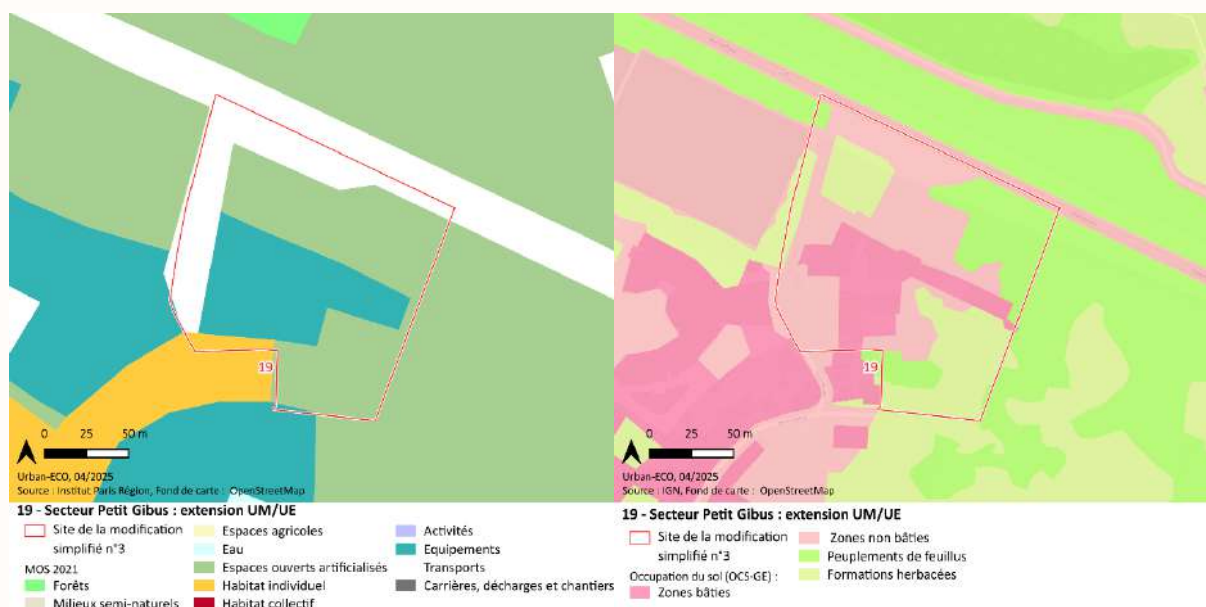 19
0 25 50 m
Urban-ECO, 04/2025
Source : Institut Paris Région, Fond de carte : OpenStreetMap
19 - Secteur Petit Gibus : extension UM/UE
Site de la modification
simplifié n°3
MOS 2021
Forêts
Milieux semi-naturels
Espaces agricoles
Eau
Espaces ouverts artificialisés
Habitat individuel
Habitat collectif
Activités
Equipements
Transports
Carrières, décharges et chantiers
19
0 25 50 m
Urban-ECO, 04/2025
Source : IGN, Fond de carte : OpenStreetMap
19 - Secteur Petit Gibus : extension UM/UE
Site de la modification
simplifié n°3
Occupation du sol (OCS-GE) :
Zones bâties
Zones non bâties
Peuplements de feuillus
Formations herbacées